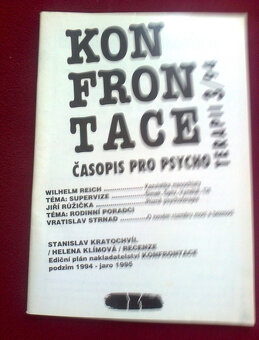 KON
FRON
TACE
ČASOPIS PRO PSYCHO
TERAPII 3/94
WILHELM REICH
TÉMA: SUPERVIZE
JIŘÍ RŮŽIČKA
TÉMA: RODINNÍ PORADCI
VRATISLAV STRNAD
STANISLAV KRATOCHVÍL
/ HELENA KLÍMOVÁ / RECENZE
Ediční plán nakladatelství KONFRONTACE
podzim 1994 - jaro 1995